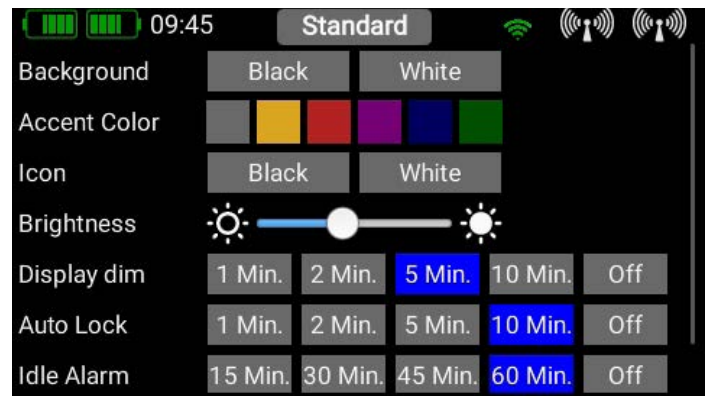 09:45 Standard
Background Black White
Accent Color
Icon Black White
Brightness
Display dim 1 Min. 2 Min. 5 Min. 10 Min. Off
Auto Lock 1 Min. 2 Min. 5 Min. 10 Min. Off
Idle Alarm 15 Min. 30 Min. 45 Min. 60 Min. Off